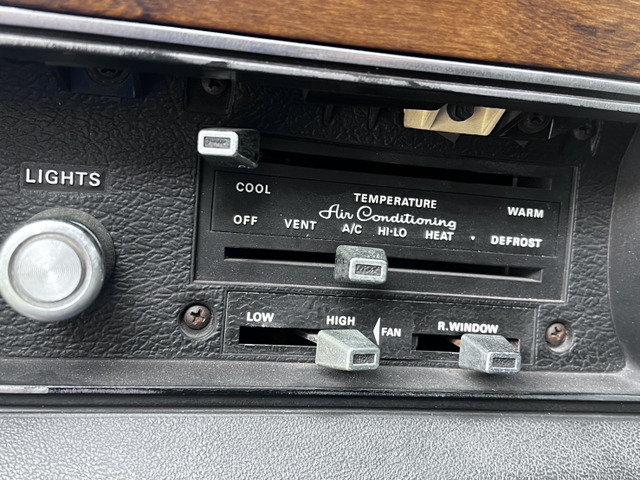 LIGHTS
COOL
TEMPERATURE
WARM
Air Conditioning
OFF VENT A/C HI-LO HEAT • DEFROST
LOW HIGH FAN R.WINDOW